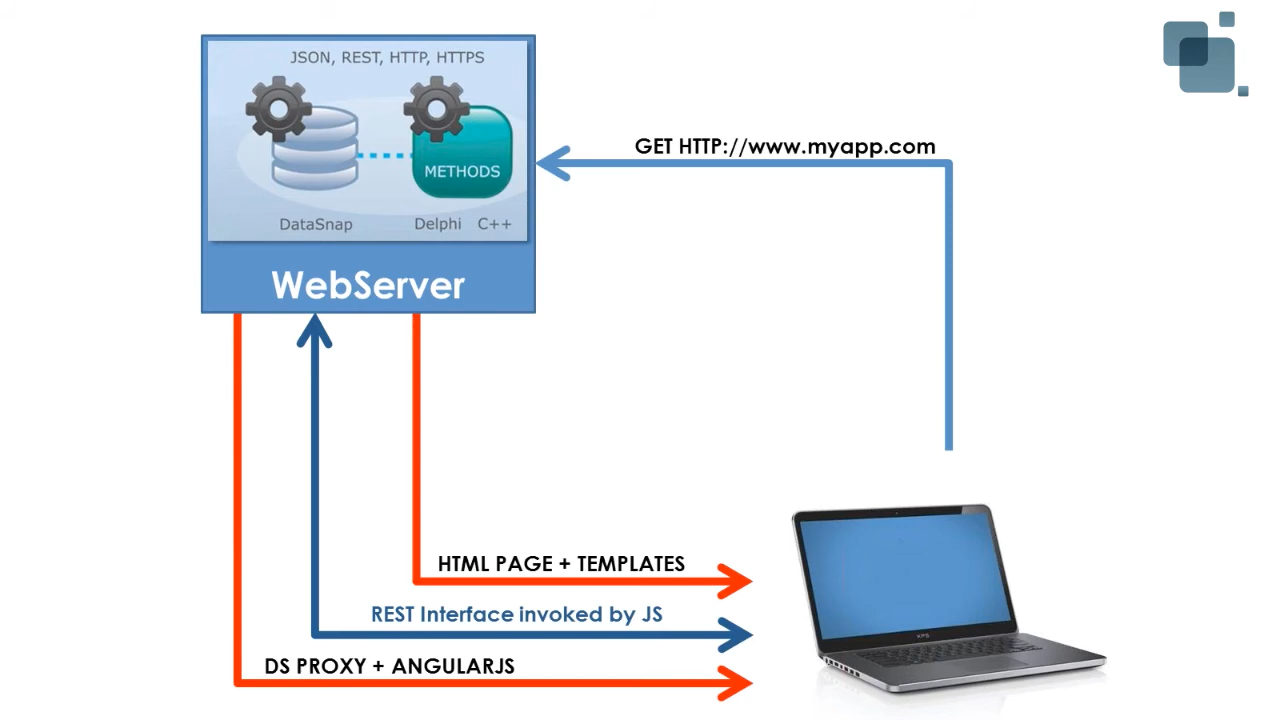 JSON, REST, HTTP, HTTPS
METHODS
DataSnap
Delphi
C++
WebServer
GET HTTP://www.myapp.com
HTML PAGE + TEMPLATES
REST Interface invoked by JS
DS PROXY + ANGULARJS
XPS